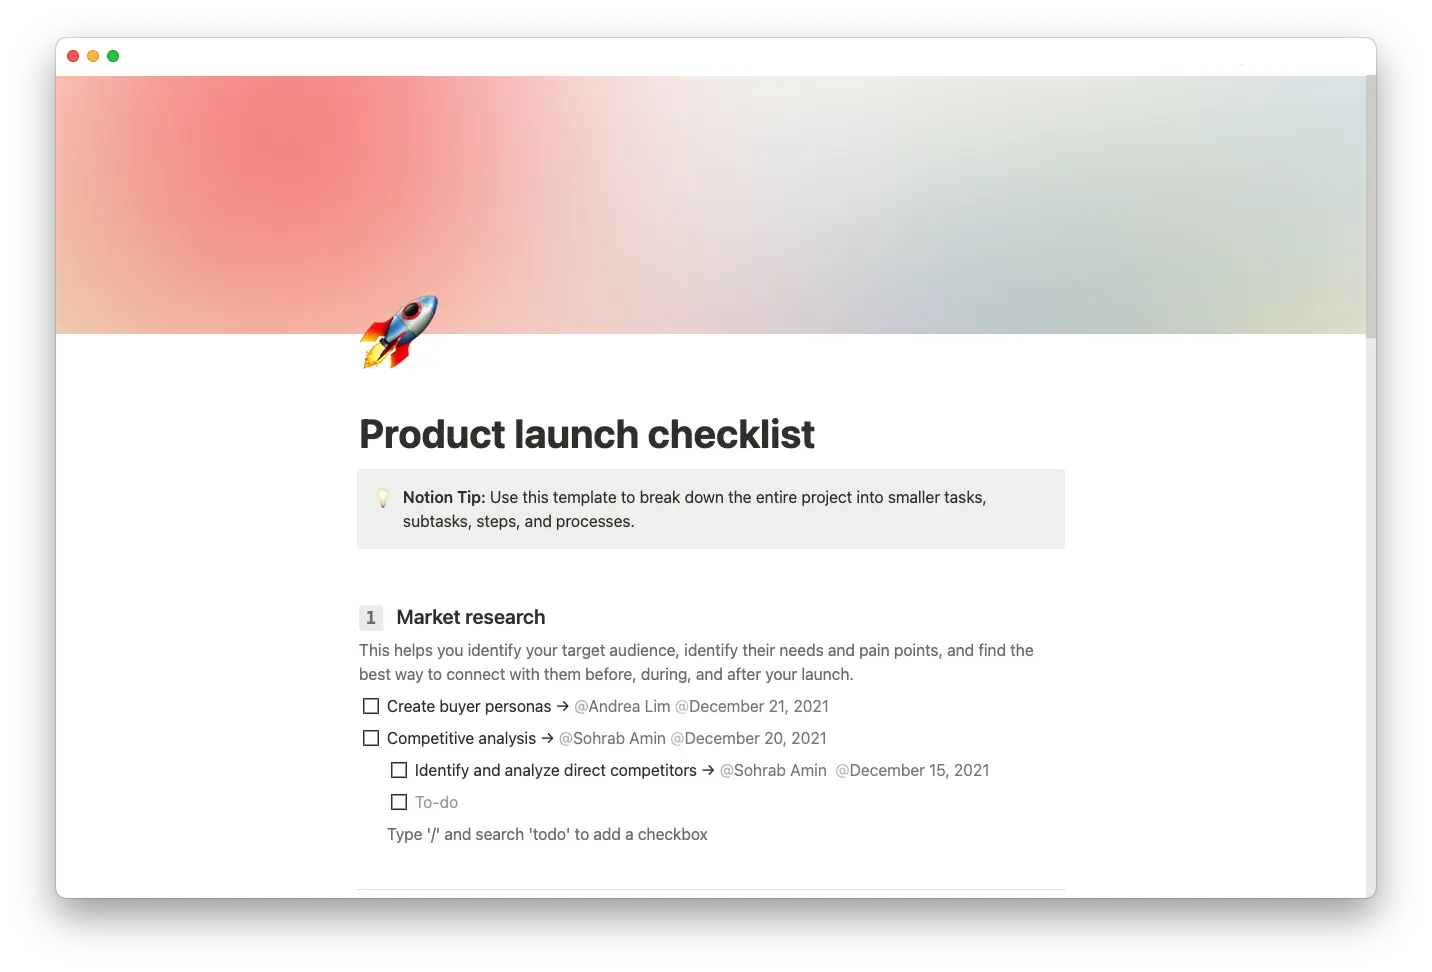 Product launch checklist
Notion Tip: Use this template to break down the entire project into smaller tasks,
subtasks, steps, and processes.
1 Market research
This helps you identify your target audience, identify their needs and pain points, and find the
best way to connect with them before, during, and after your launch.
Create buyer personas → @Andrea Lim @December 21, 2021
Competitive analysis → @Sohrab Amin @December 20, 2021
Identify and analyze direct competitors → @Sohrab Amin @December 15, 2021
To-do
Type '/' and search 'todo' to add a checkbox